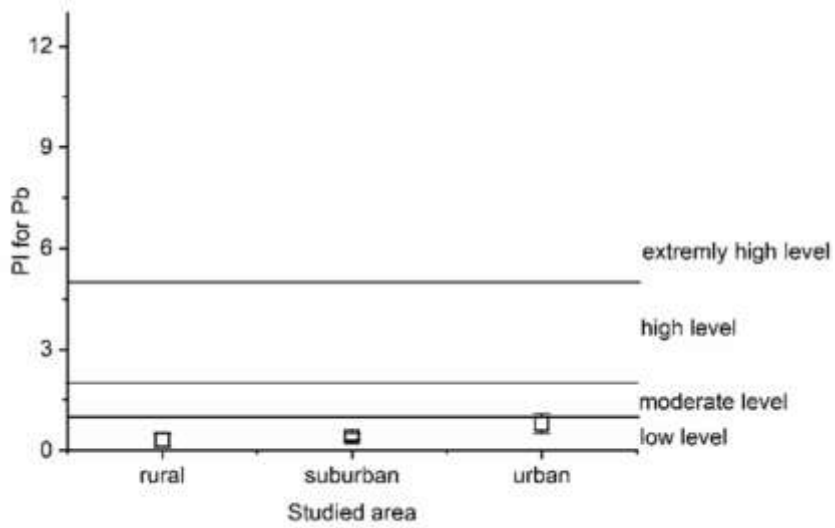 12
9
PI for Pb
6
extremly high level
high level
3
moderate level
low level
0
rural
suburban
urban
Studied area